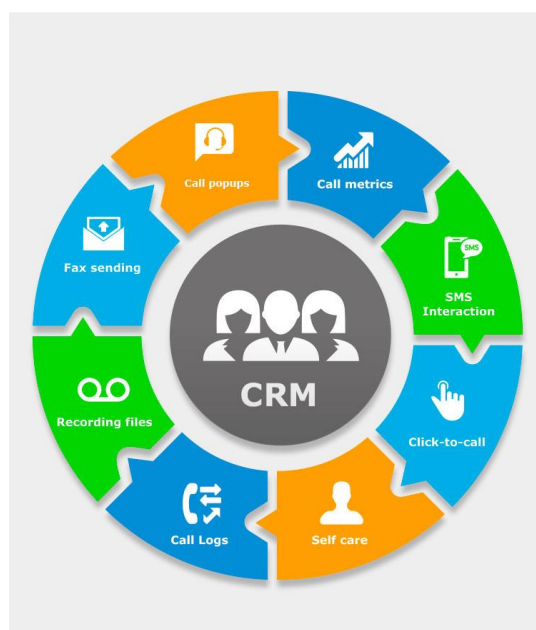 Call popups
Call metrics
SMS
SMS
Interaction
Click-to-call
Self care
Call Logs
Recording files
Fax sending
CRM